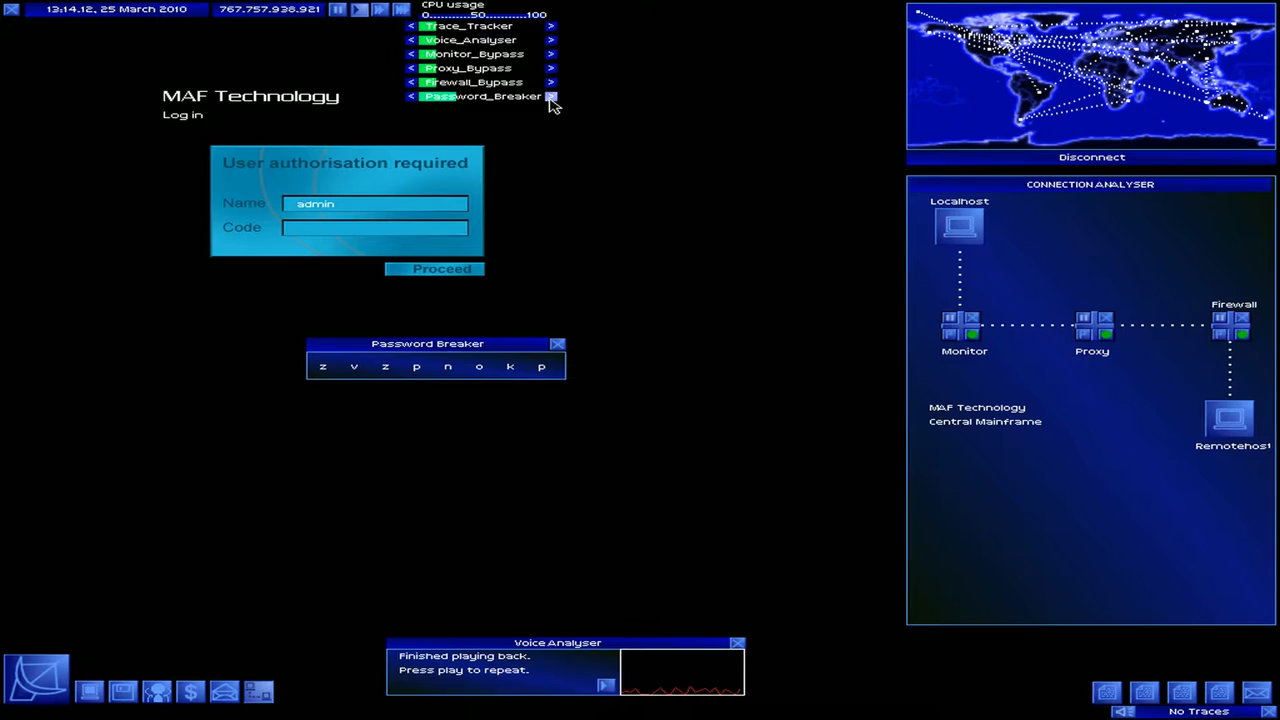 13:14.12, 25 March 2010
767.757.938.921
CPU usage
0...........50...........100
Trace_Tracker
Voice_Analyser
Monitor_Bypass
Proxy_Bypass
Firewall_Bypass
Password_Breaker
MAF Technology
Log in
User authorisation required
Name admin
Code
Proceed
Password Breaker
z v z p n o k p
Disconnect
CONNECTION ANALYSER
Localhost
Firewall
Monitor
Proxy
MAF Technology
Central Mainframe
Remotehost
Voice Analyser
Finished playing back.
Press play to repeat.
No Traces